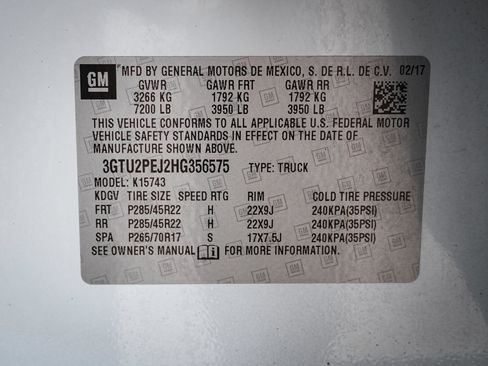 GM MFD BY GENERAL MOTORS DE MEXICO, S. DE R.L. DE C.V. 02/17
GVWR GAWR FRT GAWR RR
3266 KG 1792 KG 1792 KG
7200 LB 3950 LB 3950 LB
THIS VEHICLE CONFORMS TO ALL APPLICABLE U.S. FEDERAL MOTOR
VEHICLE SAFETY STANDARDS IN EFFECT ON THE DATE OF
MANUFACTURE SHOWN ABOVE.
3GTU2PEJ2HG356575 TYPE: TRUCK
MODEL: K15743
KDGV TIRE SIZE SPEED RTG RIM COLD TIRE PRESSURE
FRT P285/45R22 H 22X9J 240KPA(35PSI)
RR P285/45R22 H 22X9J 240KPA(35PSI)
SPA P265/70R17 S 17X7.5J 240KPA(35PSI)
SEE OWNER'S MANUAL FOR MORE INFORMATION.